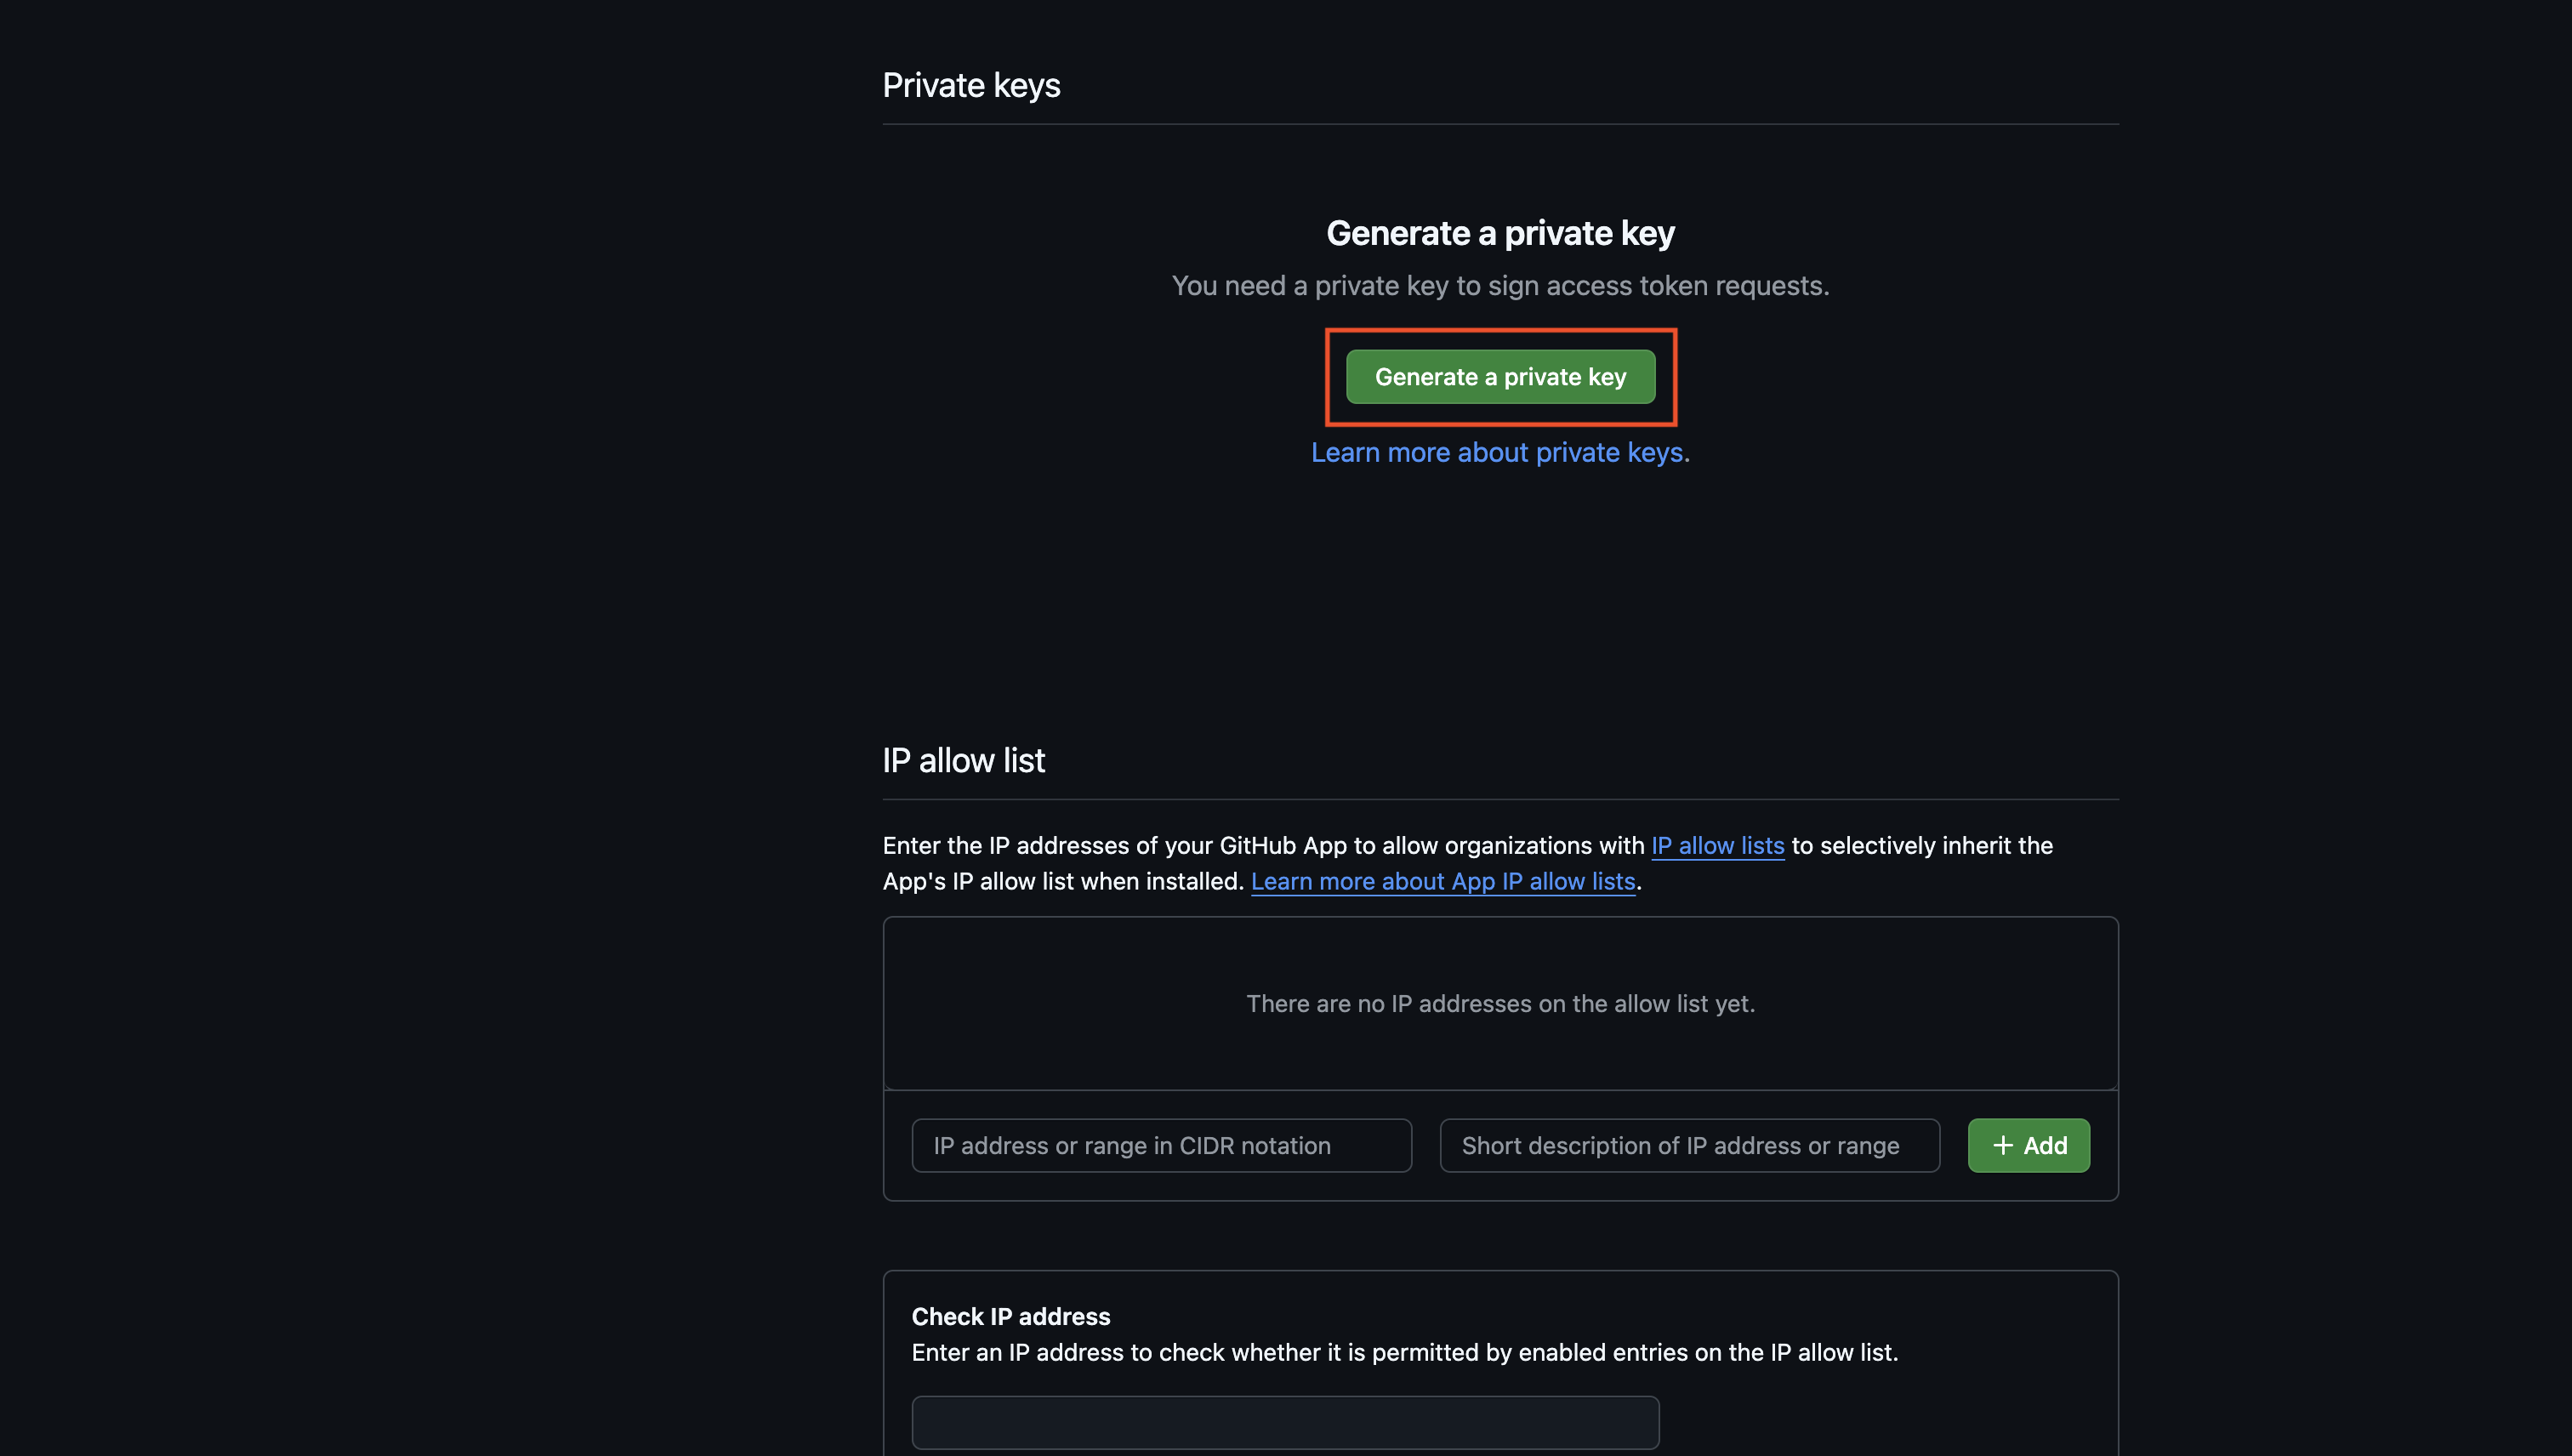 Private keys
Generate a private key
You need a private key to sign access token requests.
Generate a private key
Learn more about private keys.
IP allow list
Enter the IP addresses of your GitHub App to allow organizations with IP allow lists to selectively inherit the
App's IP allow list when installed. Learn more about App IP allow lists.
There are no IP addresses on the allow list yet.
IP address or range in CIDR notation Short description of IP address or range + Add
Check IP address
Enter an IP address to check whether it is permitted by enabled entries on the IP allow list.